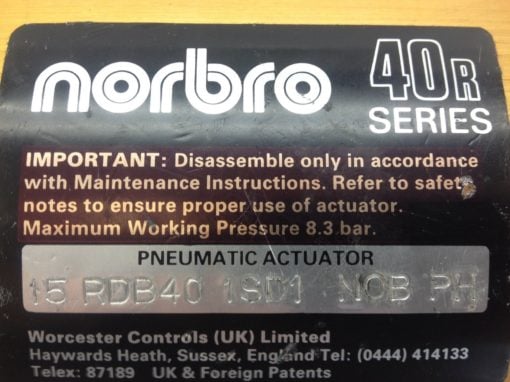 norbro
40R
SERIES
IMPORTANT: Disassemble only in accordance
with Maintenance Instructions. Refer to safety
notes to ensure proper use of actuator.
Maximum Working Pressure 8.3 bar.
PNEUMATIC ACTUATOR
15 RDB40 1SD1 NOB PH
Worcester Controls (UK) Limited
Haywards Heath, Sussex, England Tel: (0444) 414133
Telex: 87189 UK & Foreign Patents